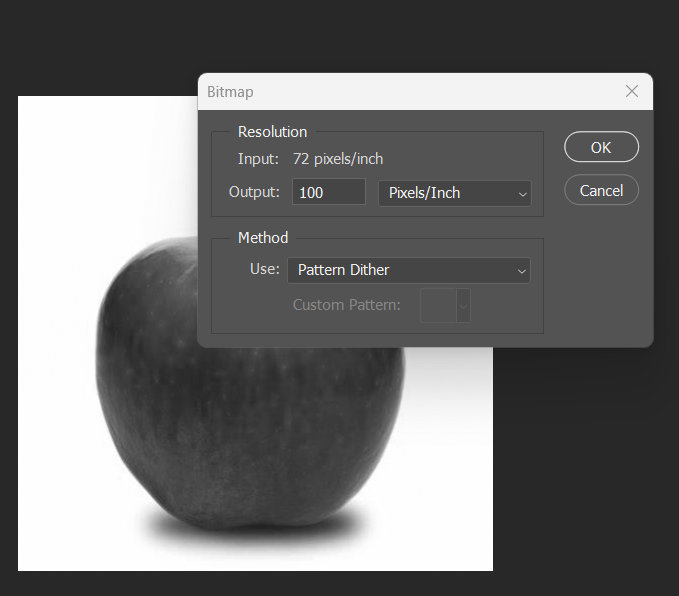 Bitmap
Resolution
Input: 72 pixels/inch
Output: 100 Pixels/Inch
OK
Cancel
Method
Use: Pattern Dither
Custom Pattern: